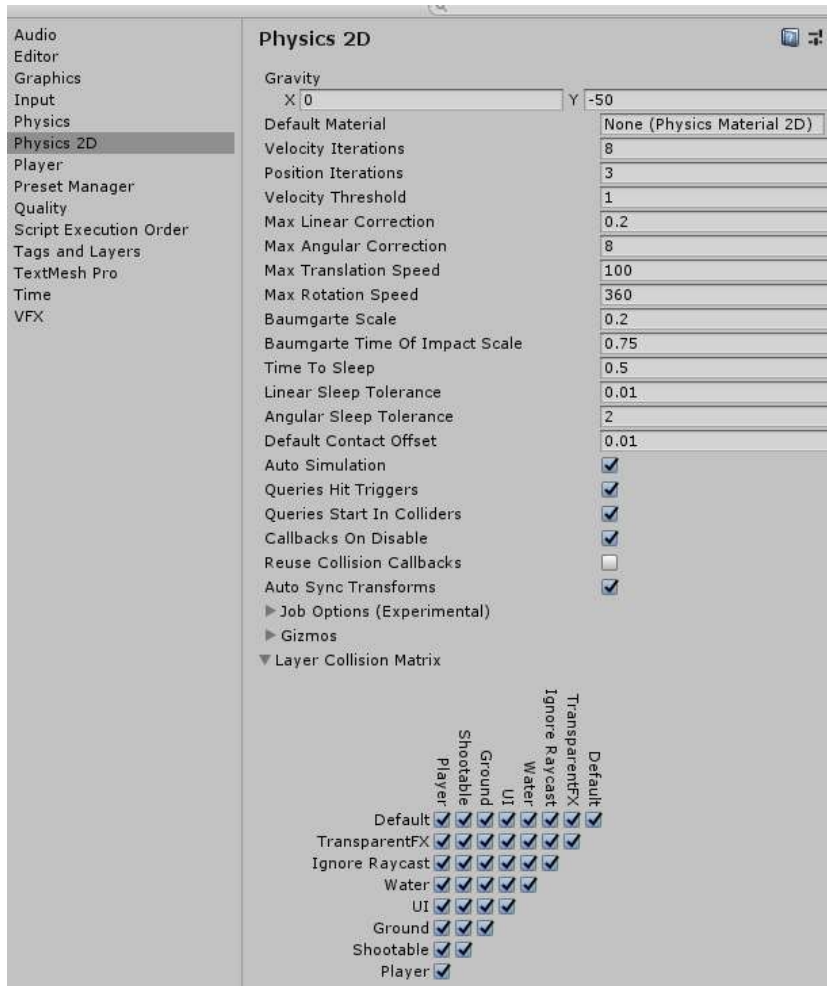 Audio
Editor
Graphics
Input
Physics
Physics 2D
Player
Preset Manager
Quality
Script Execution Order
Tags and Layers
TextMesh Pro
Time
VFX
Physics 2D
Gravity
X 0 Y -50
Default Material None (Physics Material 2D)
Velocity Iterations 8
Position Iterations 3
Velocity Threshold 1
Max Linear Correction 0.2
Max Angular Correction 8
Max Translation Speed 100
Max Rotation Speed 360
Baumgarte Scale 0.2
Baumgarte Time Of Impact Scale 0.75
Time To Sleep 0.5
Linear Sleep Tolerance 0.01
Angular Sleep Tolerance 2
Default Contact Offset 0.01
Auto Simulation
Queries Hit Triggers
Queries Start In Colliders
Callbacks On Disable
Reuse Collision Callbacks
Auto Sync Transforms
Job Options (Experimental)
Gizmos
Layer Collision Matrix
Player
Shootable
Ground
UI
Water
Ignore Raycast
TransparentFX
Default
Default
TransparentFX
Ignore Raycast
Water
UI
Ground
Shootable
Player